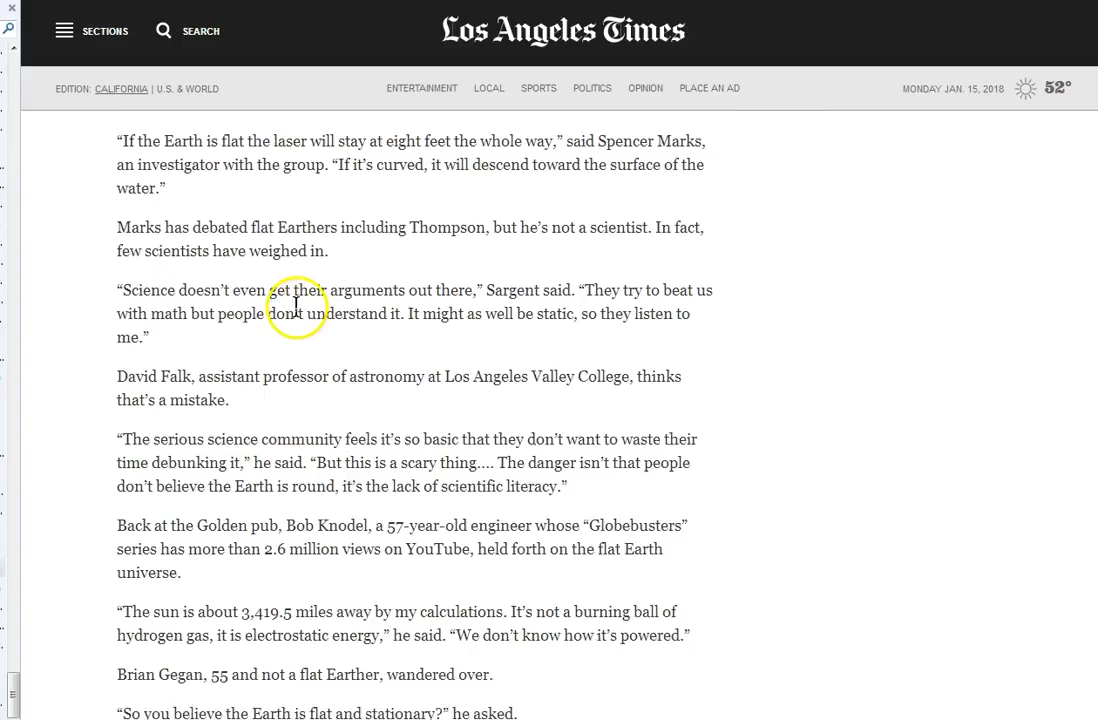 SECTIONS SEARCH Los Angeles Times
EDITION: CALIFORNIA | U.S. & WORLD ENTERTAINMENT LOCAL SPORTS POLITICS OPINION PLACE AN AD MONDAY JAN. 15, 2018 52°
“If the Earth is flat the laser will stay at eight feet the whole way,” said Spencer Marks,
an investigator with the group. “If it’s curved, it will descend toward the surface of the
water.”
Marks has debated flat Earthers including Thompson, but he’s not a scientist. In fact,
few scientists have weighed in.
“Science doesn’t even get their arguments out there,” Sargent said. “They try to beat us
with math but people don’t understand it. It might as well be static, so they listen to
me.”
David Falk, assistant professor of astronomy at Los Angeles Valley College, thinks
that’s a mistake.
“The serious science community feels it’s so basic that they don’t want to waste their
time debunking it,” he said. “But this is a scary thing.... The danger isn’t that people
don’t believe the Earth is round, it’s the lack of scientific literacy.”
Back at the Golden pub, Bob Knodel, a 57-year-old engineer whose “Globebusters”
series has more than 2.6 million views on YouTube, held forth on the flat Earth
universe.
“The sun is about 3,419.5 miles away by my calculations. It’s not a burning ball of
hydrogen gas, it is electrostatic energy,” he said. “We don’t know how it’s powered.”
Brian Gegan, 55 and not a flat Earther, wandered over.
“So you believe the Earth is flat and stationary?” he asked.